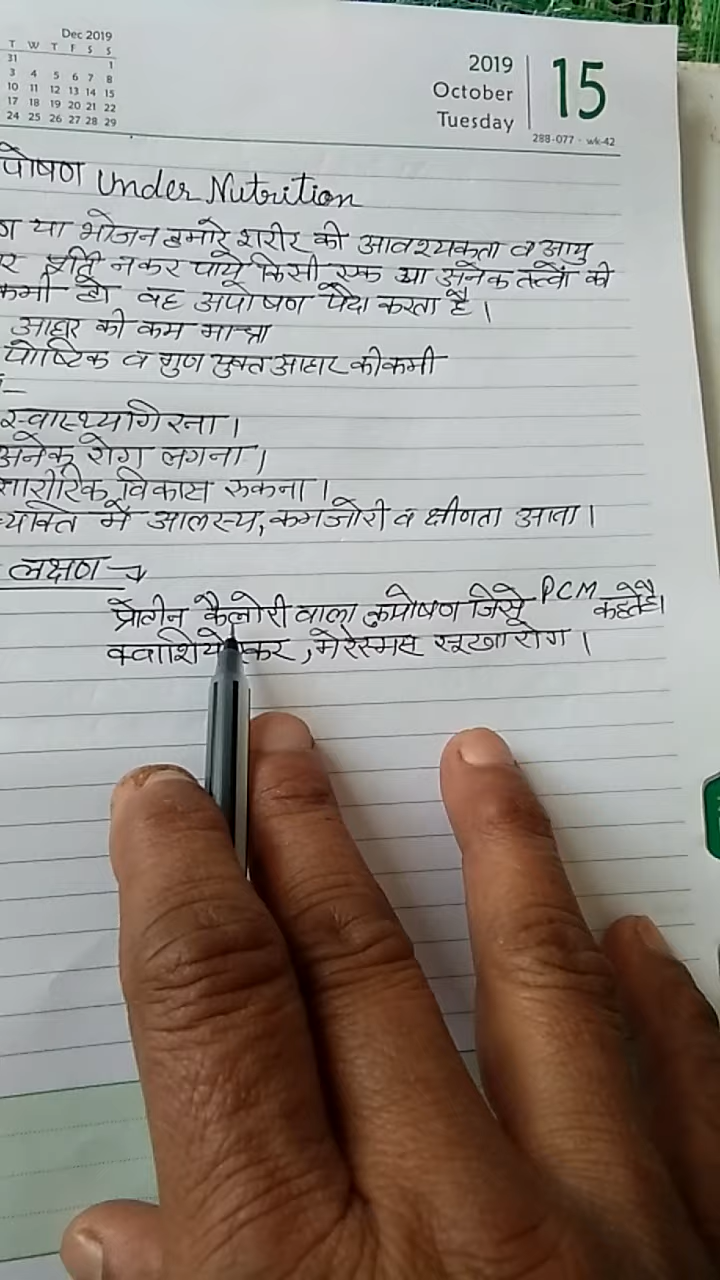 Dec 2019
T W T F S S
31 1
3 4 5 6 7 8
10 11 12 13 14 15
17 18 19 20 21 22
24 25 26 27 28 29
2019
October
Tuesday
15
288-077 - wk-42
पोषण Under Nutrition
ण या भोजन हमारे शरीर की आवश्यकता व आयु
र प्रर्ति नकर पाये किसी एक या अनेक तत्वों की
कमी हो वह अपोषण पैदा करता है।
आहार की कम मात्रा
पोष्टिक व गुण युक्त आहार की कमी
स्वास्थ्य गिरना।
अनेक रोग लगना।
शारीरिक विकास रुकना।
व्यक्ति में आलस्य, कमजोरी व क्षीणता आता।
लक्षण →
प्रोटीन कैलोरी वाला कुपोषण जिसे PCM कहते है।
क्वाशियोरकर, मेरेस्मस सूखा रोग।